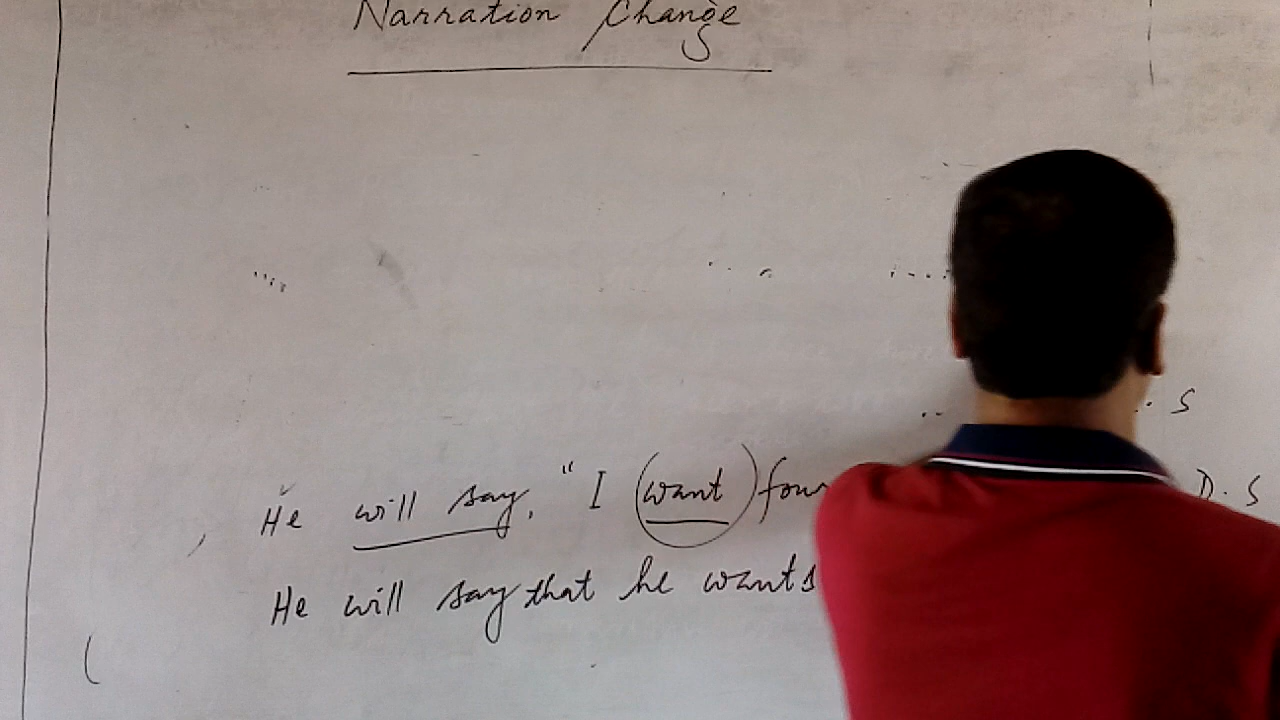 Narration Change
S
He will say, " I want four
D. S
He will say that he wants